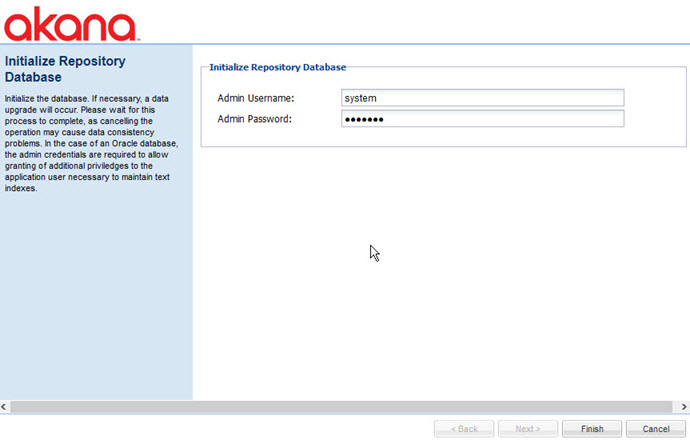 akana
Initialize Repository
Database
Initialize the database. If necessary, a data
upgrade will occur. Please wait for this
process to complete, as cancelling the
operation may cause data consistency
problems. In the case of an Oracle database,
the admin credentials are required to allow
granting of additional priviledges to the
application user necessary to maintain text
indexes.
Initialize Repository Database
Admin Username: system
Admin Password: •••••••
< Back Next > Finish Cancel